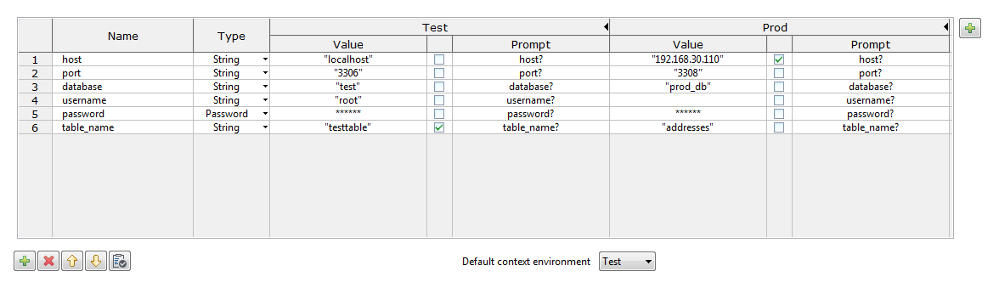 Name Type Test Prod
Value Prompt Value Prompt
1 host String "localhost" host? "192.168.30.110" host?
2 port String "3306" port? "3308" port?
3 database String "test" database? "prod_db" database?
4 username String "root" username? username?
5 password Password ****** password? ****** password?
6 table_name String "testtable" table_name? "addresses" table_name?
Default context environment Test